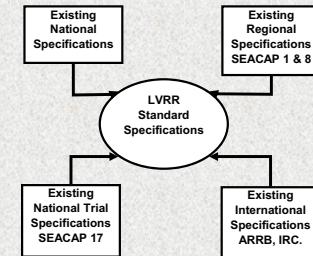 Existing
National
Specifications
Existing
Regional
Specifications
SEACAP 1 & 8
LVRR
Standard
Specifications
Existing
National Trial
Specifications
SEACAP 17
Existing
International
Specifications
ARRB, IRC.